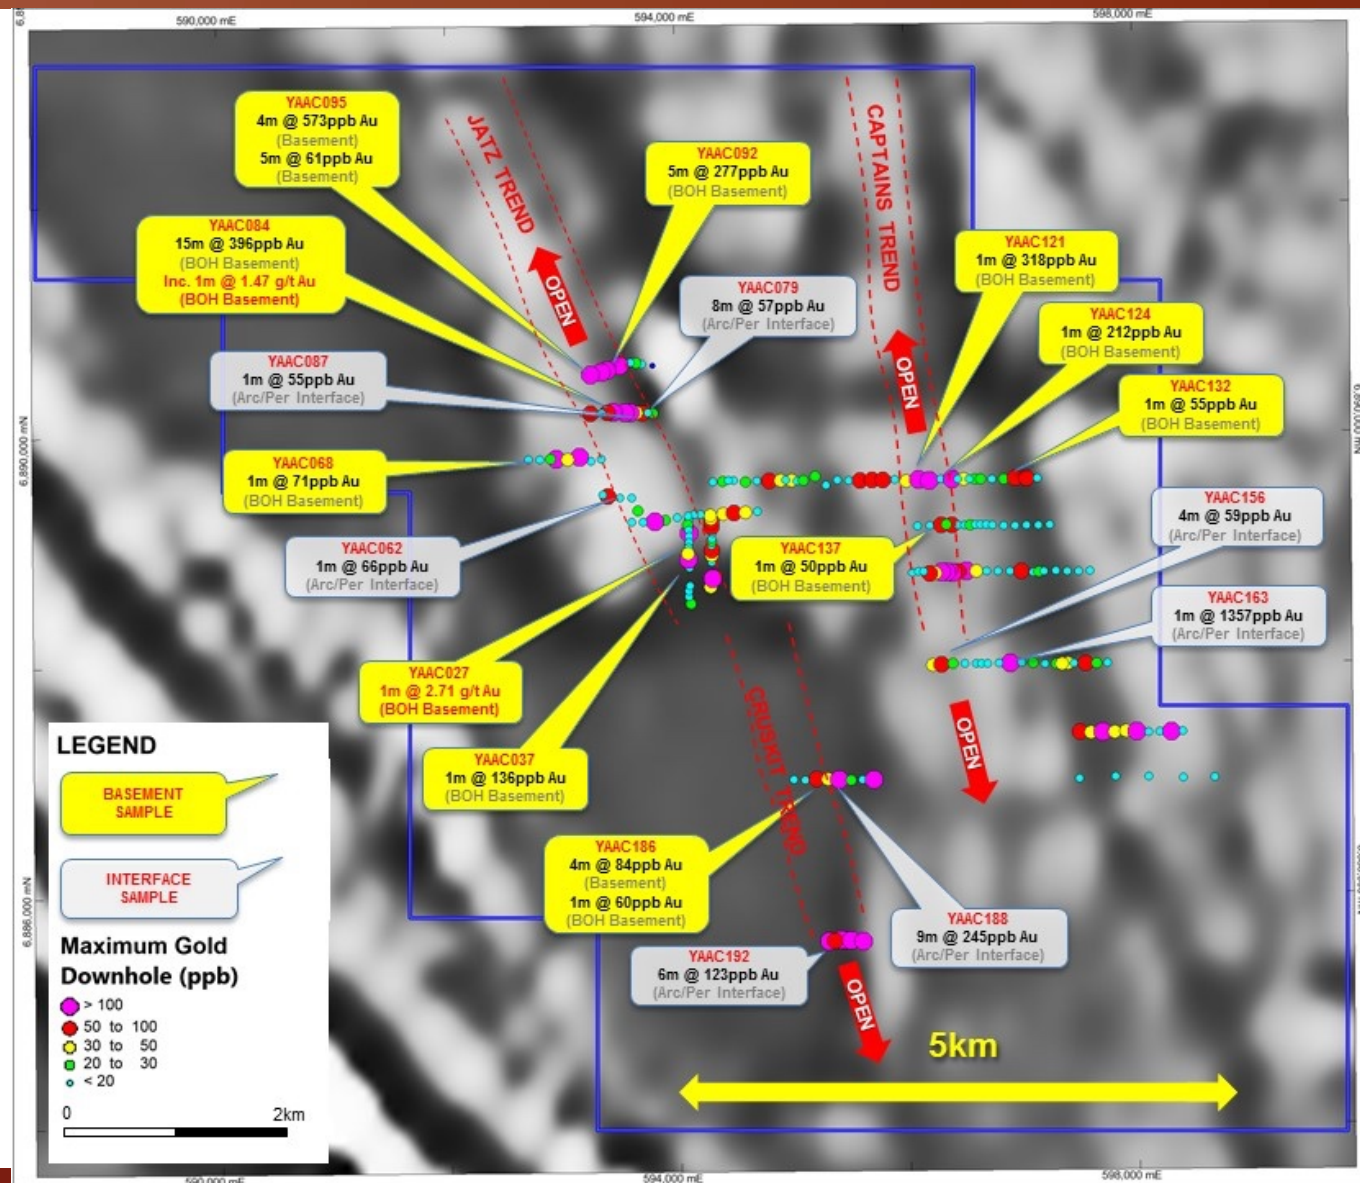 590,000 mE
594,000 mE
598,000 mE
YAAC095
4m @ 573ppb Au
(Basement)
5m @ 61ppb Au
(Basement)
JATZ TREND
CAPTAINS TREND
YAAC092
5m @ 277ppb Au
(BOH Basement)
YAAC084
15m @ 396ppb Au
(BOH Basement)
Inc. 1m @ 1.47 g/t Au
(BOH Basement)
YAAC121
1m @ 318ppb Au
(BOH Basement)
OPEN
YAAC079
8m @ 57ppb Au
(Arc/Per Interface)
YAAC124
1m @ 212ppb Au
(BOH Basement)
YAAC087
1m @ 55ppb Au
(Arc/Per Interface)
OPEN
YAAC132
1m @ 55ppb Au
(BOH Basement)
6,890,000 mN
6,890,000 mN
YAAC068
1m @ 71ppb Au
(BOH Basement)
YAAC156
4m @ 59ppb Au
(Arc/Per Interface)
YAAC062
1m @ 66ppb Au
(Arc/Per Interface)
YAAC137
1m @ 50ppb Au
(BOH Basement)
YAAC163
1m @ 1357ppb Au
(Arc/Per Interface)
YAAC027
1m @ 2.71 g/t Au
(BOH Basement)
CRUSKIT TREND
OPEN
YAAC037
1m @ 136ppb Au
(BOH Basement)
YAAC186
4m @ 84ppb Au
(Basement)
1m @ 60ppb Au
(BOH Basement)
6,886,000 mN
YAAC188
9m @ 245ppb Au
(Arc/Per Interface)
YAAC192
6m @ 123ppb Au
(Arc/Per Interface)
OPEN
5km
LEGEND
BASEMENT
SAMPLE
INTERFACE
SAMPLE
Maximum Gold
Downhole (ppb)
> 100
50 to 100
30 to 50
20 to 30
< 20
0 2km
590,000 mE
594,000 mE
598,000 mE